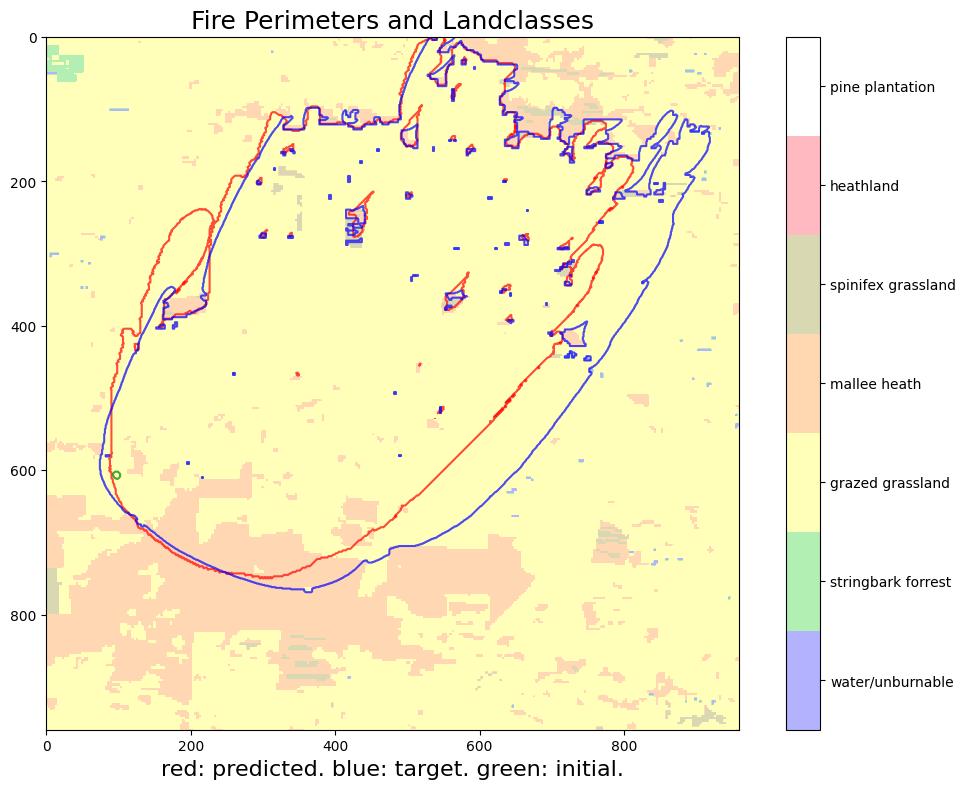 Fire Perimeters and Landclasses
0
200
400
600
800
0
200
400
600
800
red: predicted. blue: target. green: initial.
pine plantation
heathland
spinifex grassland
mallee heath
grazed grassland
stringbark forrest
water/unburnable